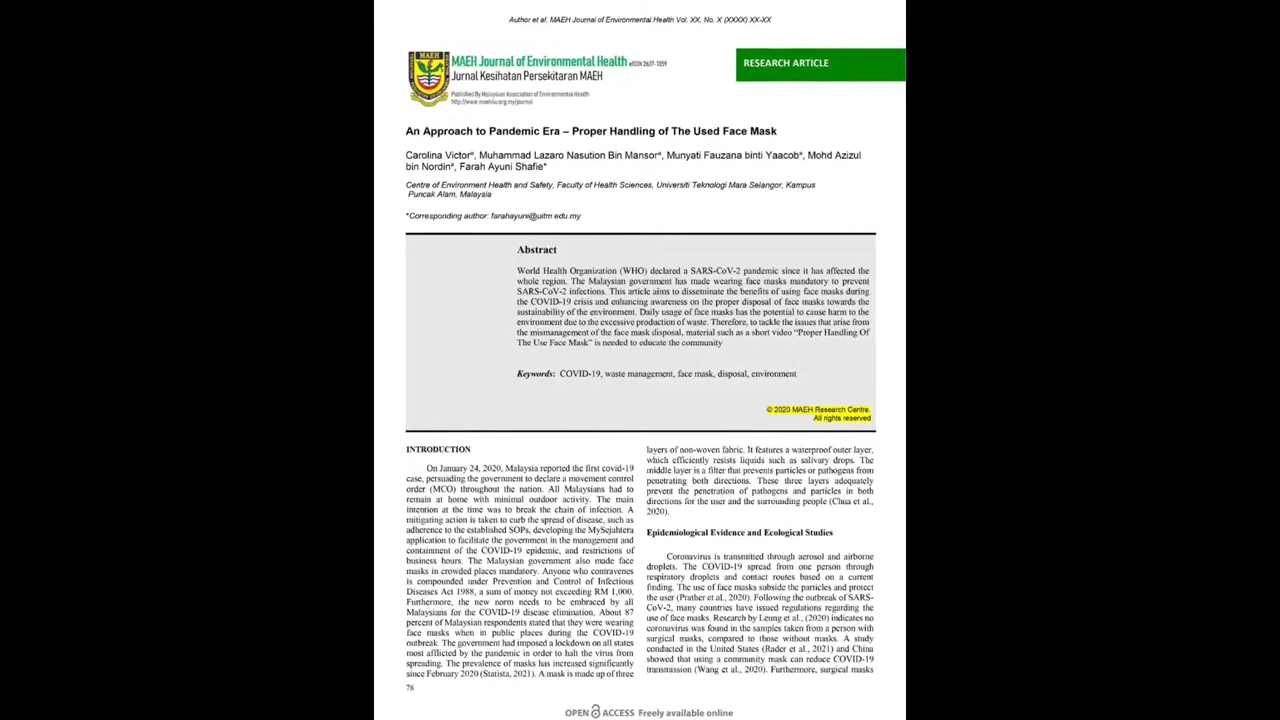 Author et al. MAEH Journal of Environmental Health Vol. XX, No. X (XXXX) XX-XX
MAEH
MAEH Journal of Environmental Health eISSN 2637-1359
Jurnal Kesihatan Persekitaran MAEH
Published By Malaysian Association of Environmental Health
http://www.maeh4u.org.my/journal
RESEARCH ARTICLE
An Approach to Pandemic Era – Proper Handling of The Used Face Mask
Carolina Victorª, Muhammad Lazaro Nasution Bin Mansorª, Munyati Fauzana binti Yaacobª, Mohd Azizul
bin Nordinª, Farah Ayuni Shafie*
Centre of Environment Health and Safety, Faculty of Health Sciences, Universiti Teknologi Mara Selangor, Kampus
Puncak Alam, Malaysia
*Corresponding author: farahayuni@uitm.edu.my
Abstract
World Health Organization (WHO) declared a SARS-CoV-2 pandemic since it has affected the
whole region. The Malaysian government has made wearing face masks mandatory to prevent
SARS-CoV-2 infections. This article aims to disseminate the benefits of using face masks during
the COVID-19 crisis and enhancing awareness on the proper disposal of face masks towards the
sustainability of the environment. Daily usage of face masks has the potential to cause harm to the
environment due to the excessive production of waste. Therefore, to tackle the issues that arise from
the mismanagement of the face mask disposal, material such as a short video “Proper Handling Of
The Use Face Mask” is needed to educate the community
Keywords: COVID-19, waste management, face mask, disposal, environment
© 2020 MAEH Research Centre.
All rights reserved
INTRODUCTION
On January 24, 2020, Malaysia reported the first covid-19
case, persuading the government to declare a movement control
order (MCO) throughout the nation. All Malaysians had to
remain at home with minimal outdoor activity. The main
intention at the time was to break the chain of infection. A
mitigating action is taken to curb the spread of disease, such as
adherence to the established SOPs, developing the MySejahtera
application to facilitate the government in the management and
containment of the COVID-19 epidemic, and restrictions of
business hours. The Malaysian government also made face
masks in crowded places mandatory. Anyone who contravenes
is compounded under Prevention and Control of Infectious
Diseases Act 1988, a sum of money not exceeding RM 1,000.
Furthermore, the new norm needs to be embraced by all
Malaysians for the COVID-19 disease elimination. About 87
percent of Malaysian respondents stated that they were wearing
face masks when in public places during the COVID-19
outbreak. The government had imposed a lockdown on all states
most afflicted by the pandemic in order to halt the virus from
spreading. The prevalence of masks has increased significantly
since February 2020 (Statista, 2021). A mask is made up of three
78
layers of non-woven fabric. It features a waterproof outer layer,
which efficiently resists liquids such as salivary drops. The
middle layer is a filter that prevents particles or pathogens from
penetrating both directions. These three layers adequately
prevent the penetration of pathogens and particles in both
directions for the user and the surrounding people (Chua et al.,
2020).
Epidemiological Evidence and Ecological Studies
Coronavirus is transmitted through aerosol and airborne
droplets. The COVID-19 spread from one person through
respiratory droplets and contact routes based on a current
finding. The use of face masks subside the particles and protect
the user (Prather et al., 2020). Following the outbreak of SARS-
CoV-2, many countries have issued regulations regarding the
use of face masks. Research by Leung et al., (2020) indicates no
coronavirus was found in the samples taken from a person with
surgical masks, compared to those without masks. A study
conducted in the United States (Rader et al., 2021) and China
showed that using a community mask can reduce COVID-19
transmission (Wang et al., 2020). Furthermore, surgical masks
OPEN ACCESS Freely available online